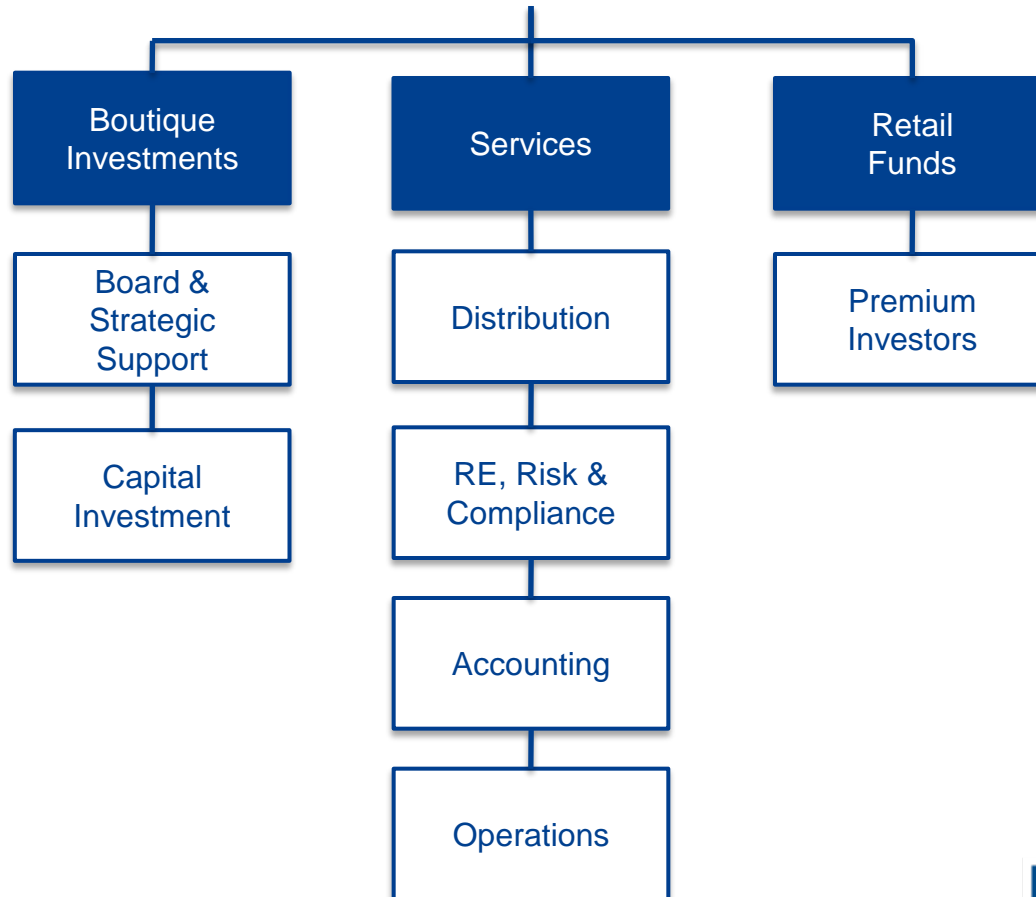 Boutique
Investments
Services
Retail
Funds
Board &
Strategic
Support
Distribution
Premium
Investors
Capital
Investment
RE, Risk &
Compliance
Accounting
Operations